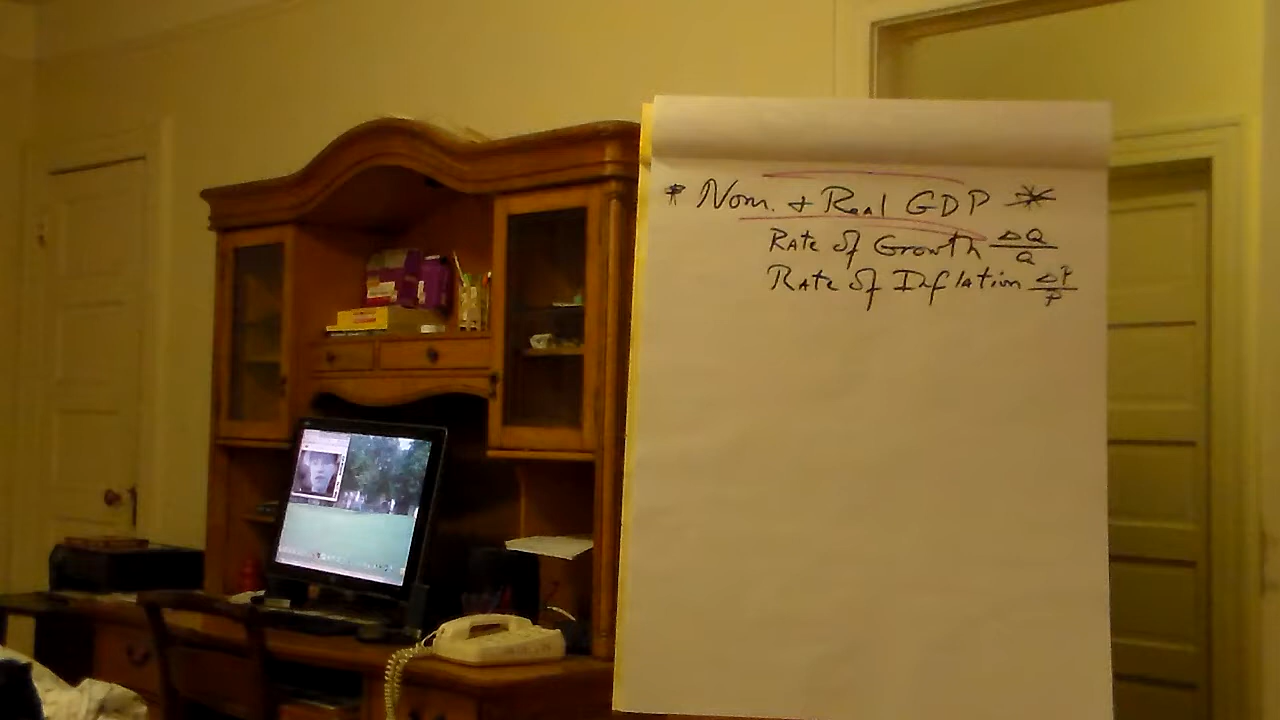 * Nom. + Real GDP *
Rate of Growth ΔQ/Q
Rate of Inflation ΔP/P